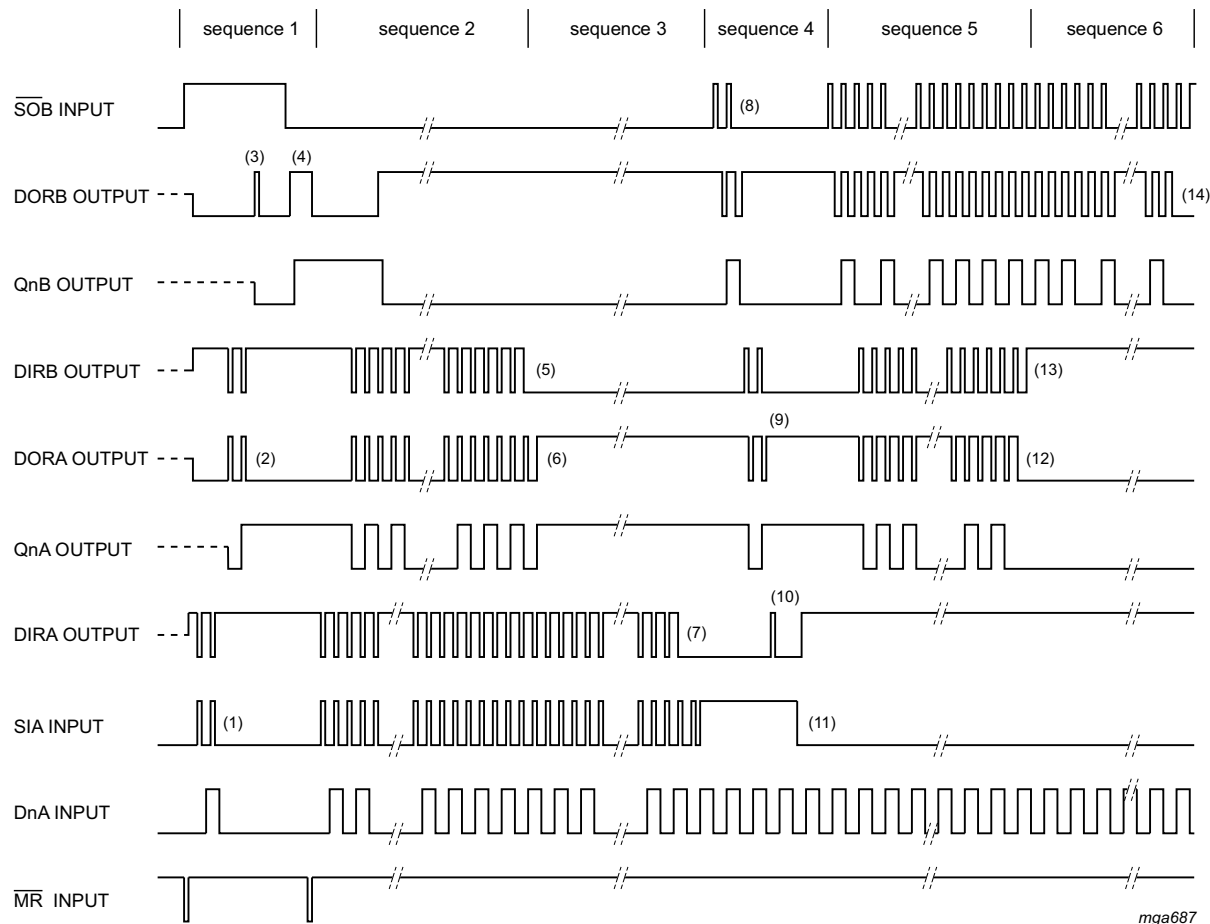 sequence 1 sequence 2 sequence 3 sequence 4 sequence 5 sequence 6
S̅O̅B INPUT (8)
(3) (4)
DORB OUTPUT (14)
QnB OUTPUT
DIRB OUTPUT (5) (13)
(9)
DORA OUTPUT (2) (6) (12)
QnA OUTPUT
(10)
DIRA OUTPUT (7)
SIA INPUT (1) (11)
DnA INPUT
M̅R̅ INPUT
mga687